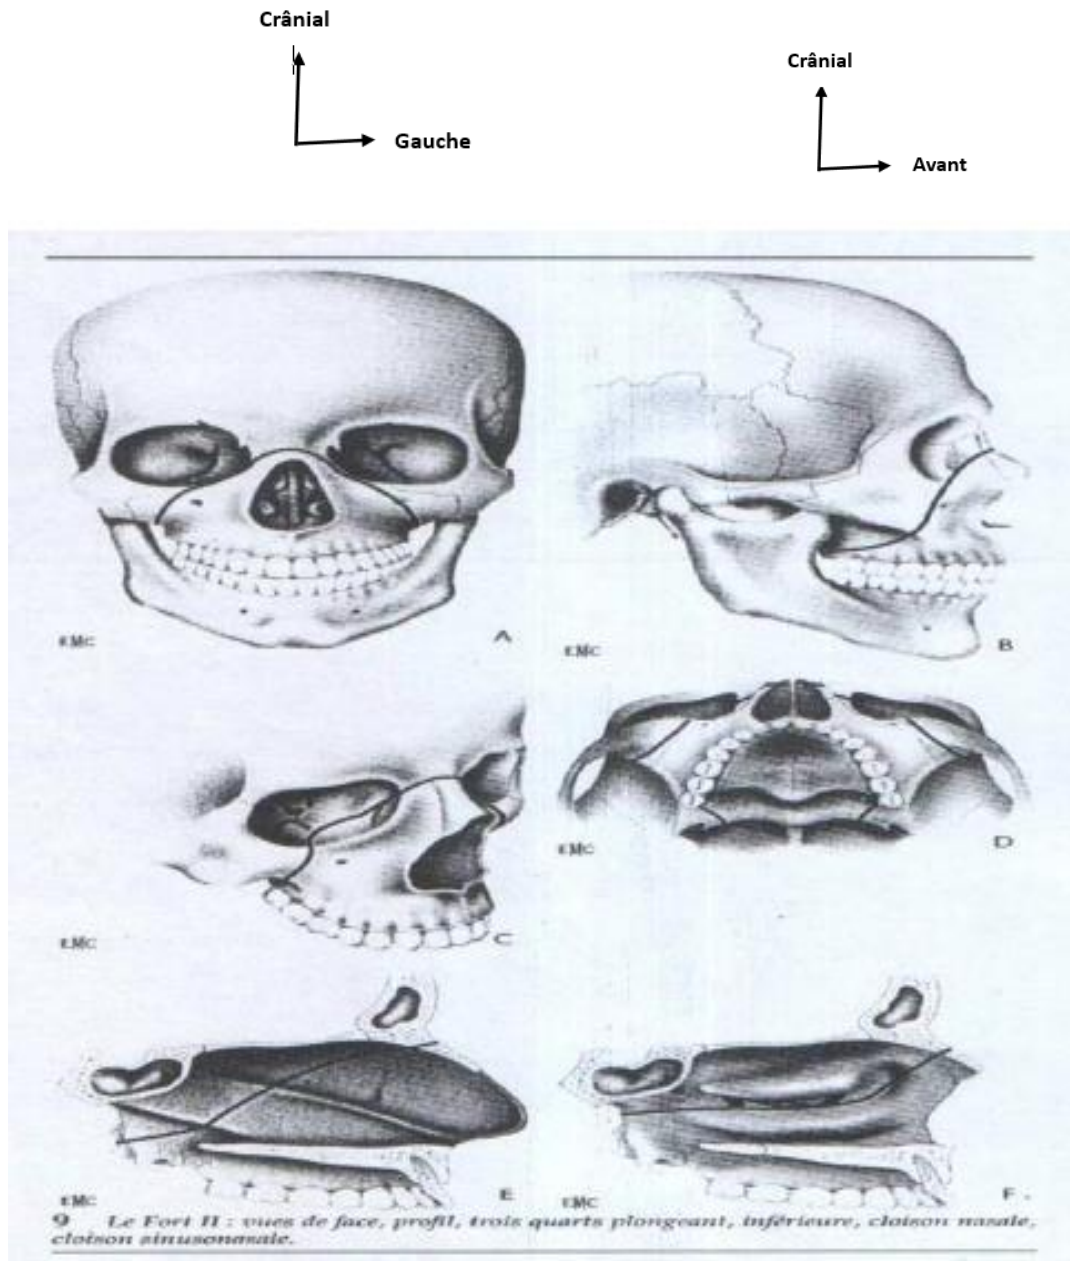 Crânial
Crânial
Gauche
Avant
EMC
A
EMC
B
EMC
C
EMC
D
EMC
E
EMC
F.
9 Le Fort II : vues de face, profil, trois quarts plongeant, inférieure, cloison nasale,
cloison sinusonasale.